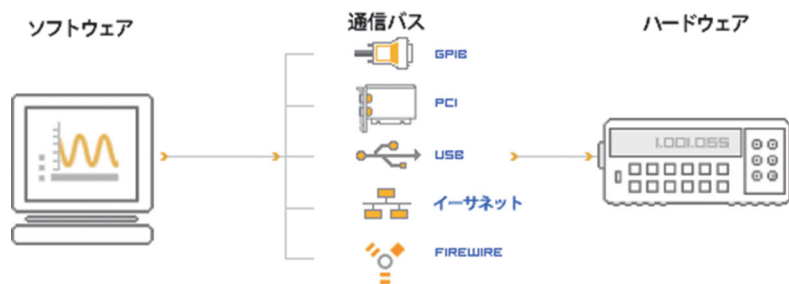 ソフトウェア
通信バス
ハードウェア
GPIB
PCI
USB
イーサネット
FIREWIRE
1.001.055